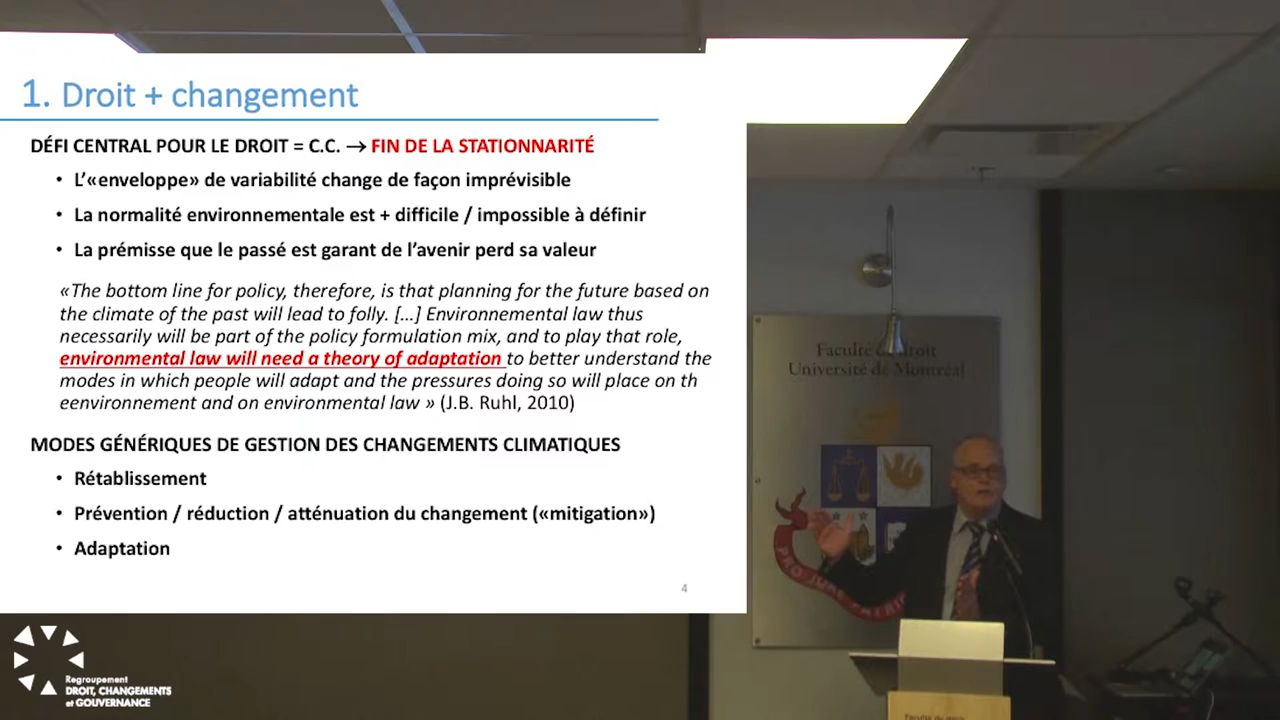 1. Droit + changement
DÉFI CENTRAL POUR LE DROIT = C.C. → FIN DE LA STATIONNARITÉ
• L'«enveloppe» de variabilité change de façon imprévisible
• La normalité environnementale est + difficile / impossible à définir
• La prémisse que le passé est garant de l'avenir perd sa valeur
«The bottom line for policy, therefore, is that planning for the future based on
the climate of the past will lead to folly. [...] Environnemental law thus
necessarily will be part of the policy formulation mix, and to play that role,
environmental law will need a theory of adaptation to better understand the
modes in which people will adapt and the pressures doing so will place on th
eenvironnement and on environmental law » (J.B. Ruhl, 2010)
MODES GÉNÉRIQUES DE GESTION DES CHANGEMENTS CLIMATIQUES
• Rétablissement
• Prévention / réduction / atténuation du changement («mitigation»)
• Adaptation
4
Faculté de droit
Université de Montréal
PRO JURE
Regroupement
DROIT, CHANGEMENTS
et GOUVERNANCE